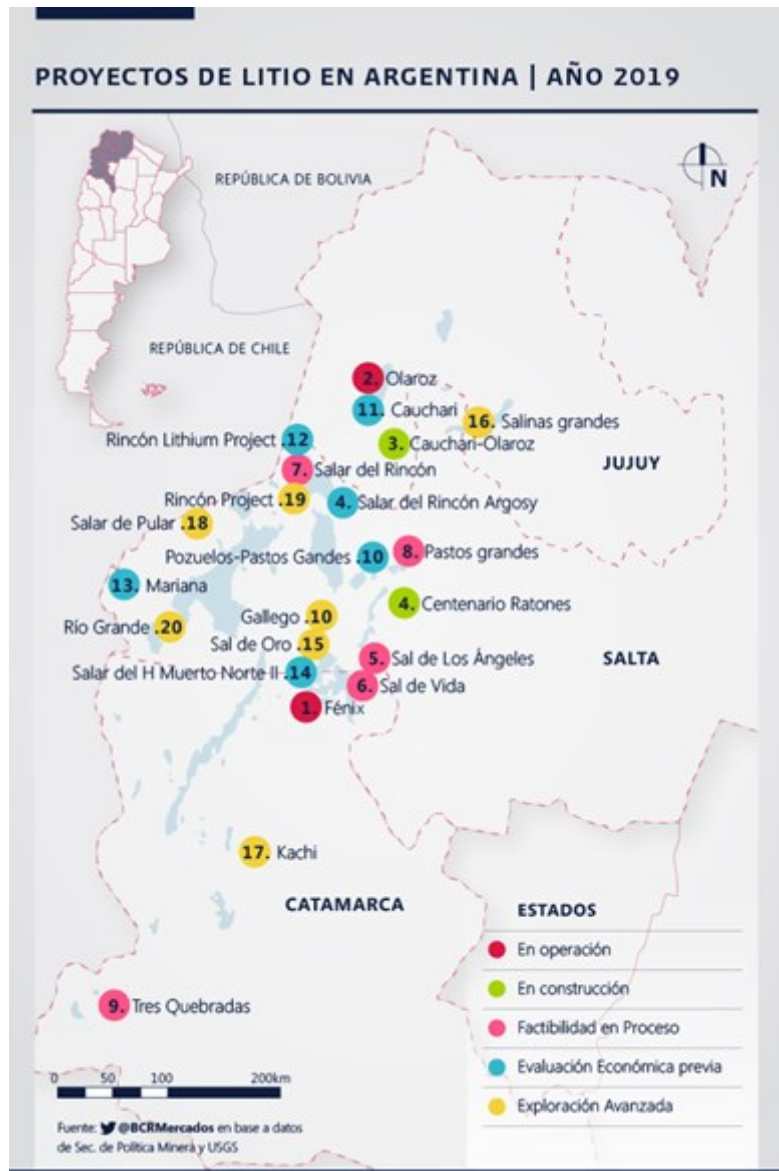 PROYECTOS DE LITIO EN ARGENTINA | AÑO 2019
N
REPÚBLICA DE BOLIVIA
REPÚBLICA DE CHILE
2. Olaroz
11. Cauchari
16. Salinas grandes
Rincón Lithium Project .12
3. Cauchari-Olaroz
JUJUY
7. Salar del Rincón
Rincón Project .19
4. Salar del Rincón Argosy
Salar de Pular .18
Pozuelos-Pastos Gandes .10
8. Pastos grandes
13. Mariana
4. Centenario Ratones
Gallego .10
Río Grande .20
Sal de Oro .15
5. Sal de Los Ángeles
SALTA
Salar del H Muerto Norte II .14
6. Sal de Vida
1. Fénix
17. Kachi
CATAMARCA
ESTADOS
En operación
En construcción
Factibilidad en Proceso
Evaluación Económica previa
Exploración Avanzada
9. Tres Quebradas
0 50 100 200km
Fuente: @BCRMercados en base a datos
de Sec. de Política Minera y USGS